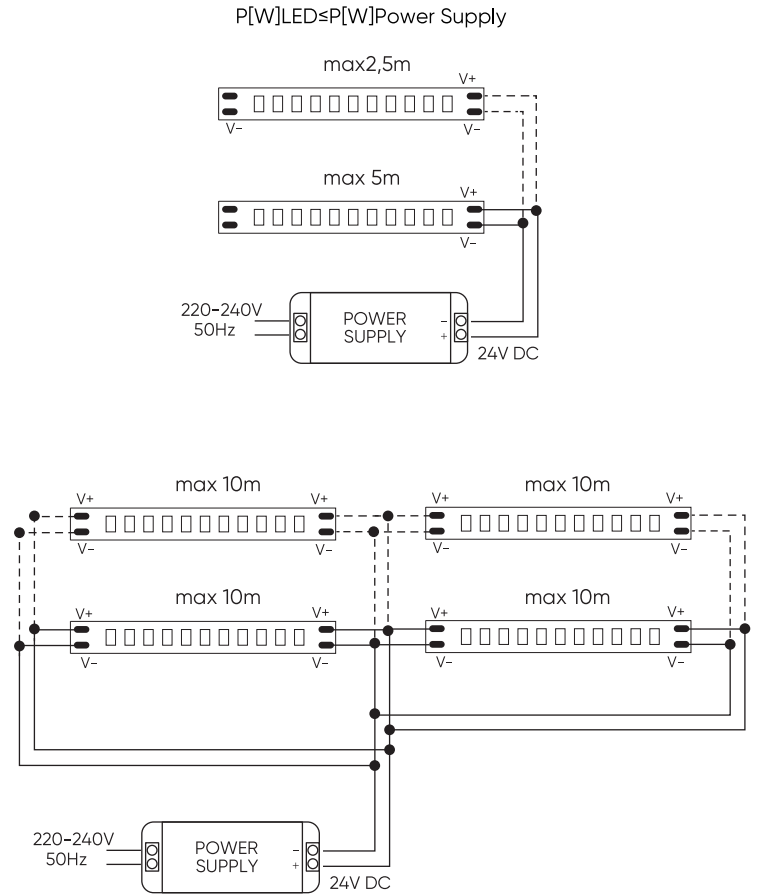 P[W]LED≤P[W]Power Supply
max2,5m
V+
V-
V-
max 5m
V+
V-
220-240V
50Hz
POWER
SUPPLY
-
+
24V DC
max 10m
max 10m
V+
V+
V+
V+
V-
V-
V-
V-
max 10m
max 10m
V+
V+
V+
V+
V-
V-
V-
V-
220-240V
50Hz
POWER
SUPPLY
-
+
24V DC